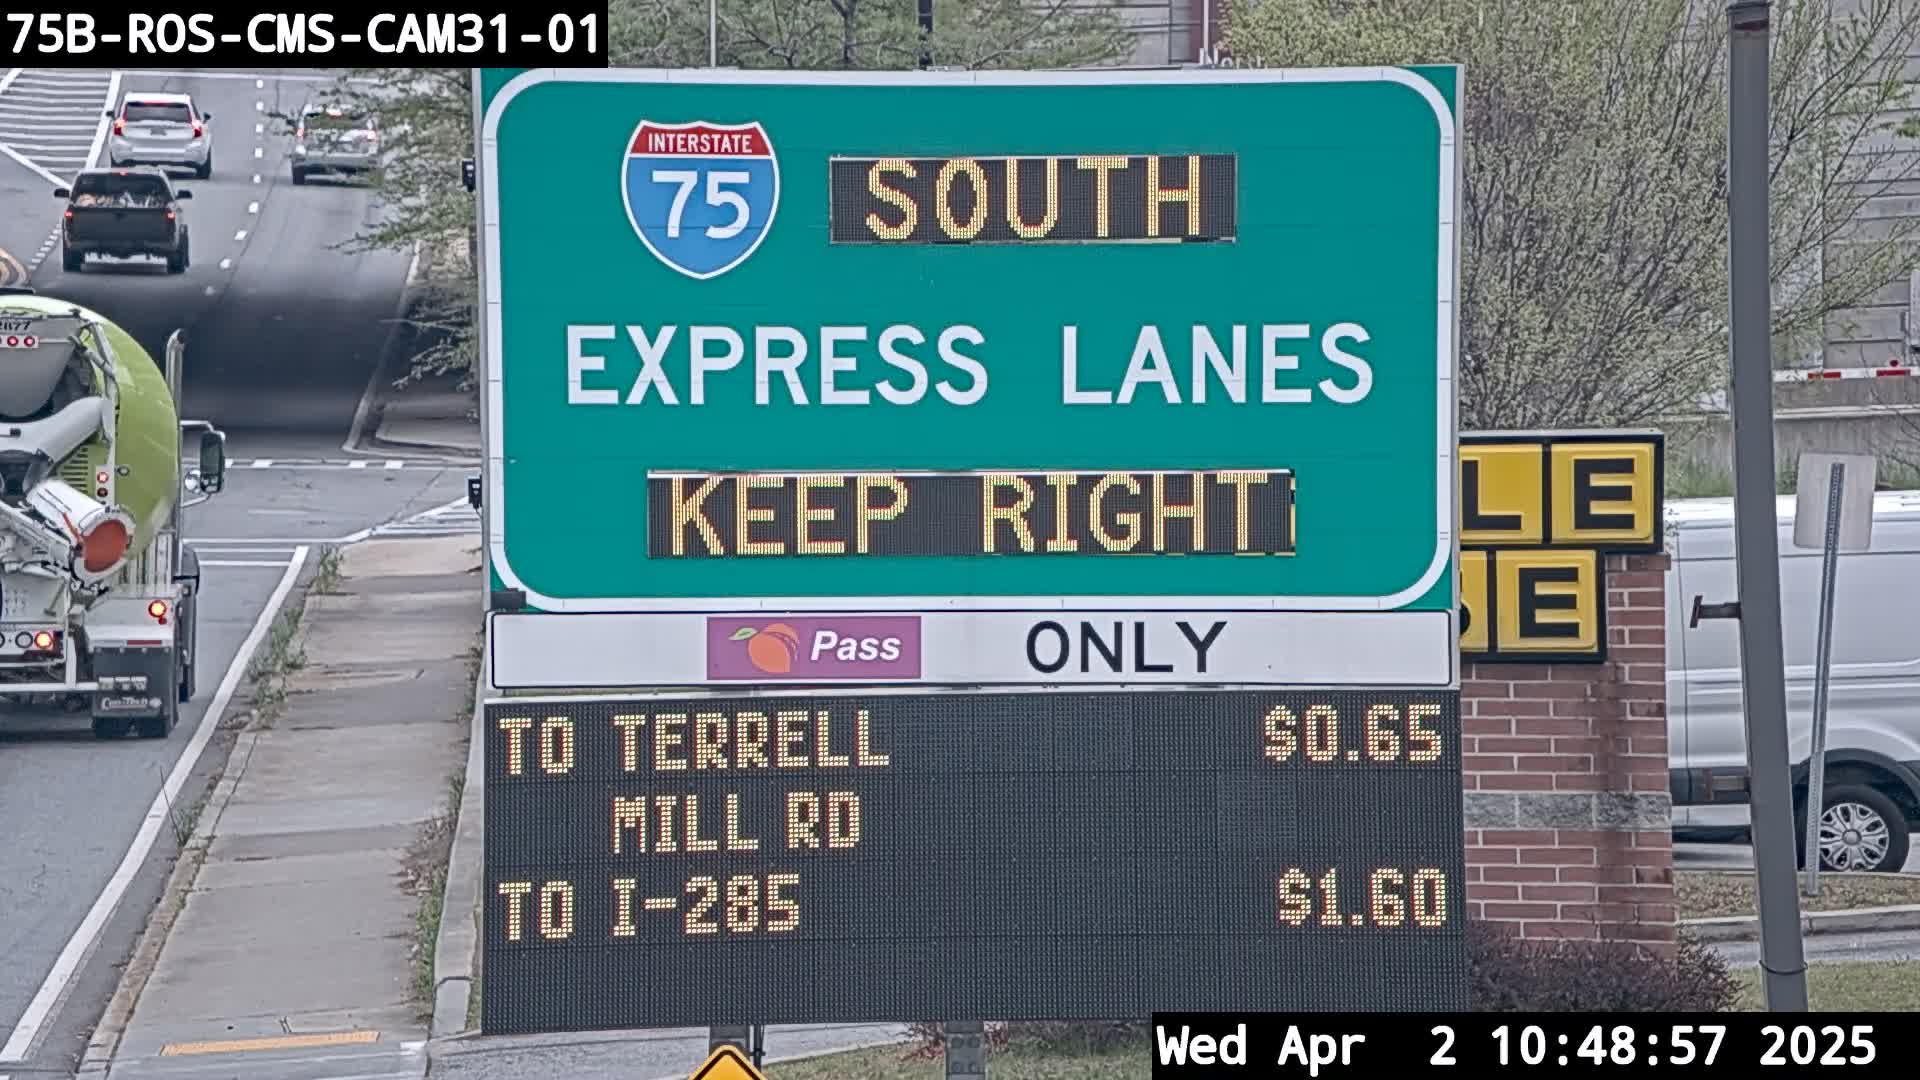 75B-ROS-CMS-CAM31-01
INTERSTATE
75
SOUTH
EXPRESS LANES
KEEP RIGHT
LE
E
Pass ONLY
TO TERRELL $0.65
MILL RD
TO I-285 $1.60
Wed Apr 2 10:48:57 2025